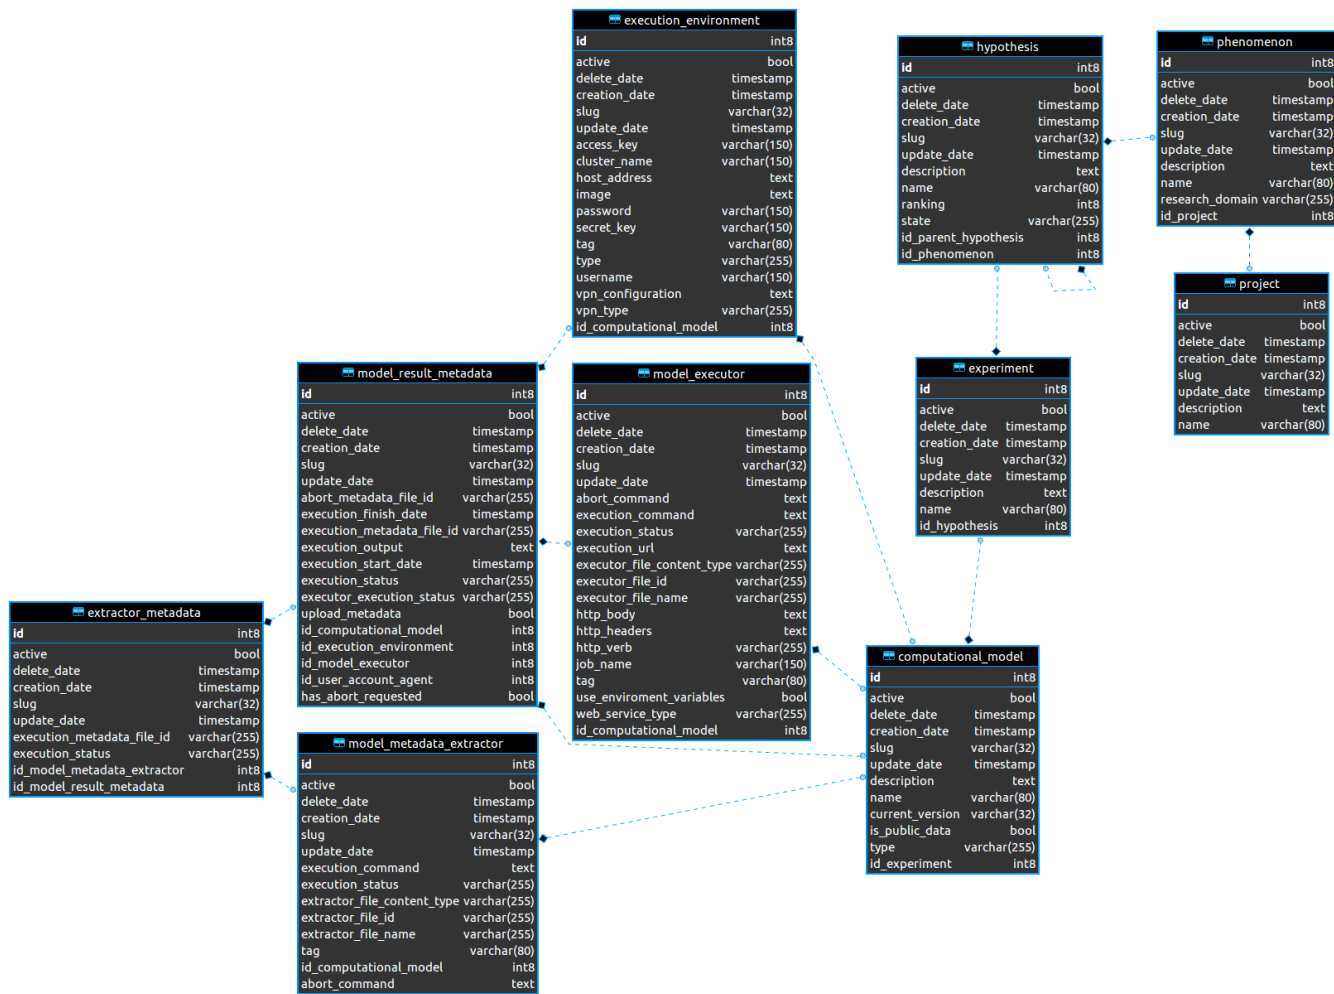 execution_environment
id int8
active bool
delete_date timestamp
creation_date timestamp
slug varchar(32)
update_date timestamp
access_key varchar(150)
cluster_name varchar(150)
host_address text
image text
password varchar(150)
secret_key varchar(150)
tag varchar(80)
type varchar(255)
username varchar(150)
vpn_configuration text
vpn_type varchar(255)
id_computational_model int8
hypothesis
id int8
active bool
delete_date timestamp
creation_date timestamp
slug varchar(32)
update_date timestamp
description text
name varchar(80)
ranking int8
state varchar(255)
id_parent_hypothesis int8
id_phenomenon int8
phenomenon
id int8
active bool
delete_date timestamp
creation_date timestamp
slug varchar(32)
update_date timestamp
description text
name varchar(80)
research_domain varchar(255)
id_project int8
project
id int8
active bool
delete_date timestamp
creation_date timestamp
slug varchar(32)
update_date timestamp
description text
name varchar(80)
model_result_metadata
id int8
active bool
delete_date timestamp
creation_date timestamp
slug varchar(32)
update_date timestamp
abort_metadata_file_id varchar(255)
execution_finish_date timestamp
execution_metadata_file_id varchar(255)
execution_output text
execution_start_date timestamp
execution_status varchar(255)
executor_execution_status varchar(255)
upload_metadata bool
id_computational_model int8
id_execution_environment int8
id_model_executor int8
id_user_account_agent int8
has_abort_requested bool
model_executor
id int8
active bool
delete_date timestamp
creation_date timestamp
slug varchar(32)
update_date timestamp
abort_command text
execution_command text
execution_status varchar(255)
execution_url text
executor_file_content_type varchar(255)
executor_file_id varchar(255)
executor_file_name varchar(255)
http_body text
http_headers text
http_verb varchar(255)
job_name varchar(150)
tag varchar(80)
use_enviroment_variables bool
web_service_type varchar(255)
id_computational_model int8
experiment
id int8
active bool
delete_date timestamp
creation_date timestamp
slug varchar(32)
update_date timestamp
description text
name varchar(80)
id_hypothesis int8
extractor_metadata
id int8
active bool
delete_date timestamp
creation_date timestamp
slug varchar(32)
update_date timestamp
execution_metadata_file_id varchar(255)
execution_status varchar(255)
id_model_metadata_extractor int8
id_model_result_metadata int8
model_metadata_extractor
id int8
active bool
delete_date timestamp
creation_date timestamp
slug varchar(32)
update_date timestamp
execution_command text
execution_status varchar(255)
extractor_file_content_type varchar(255)
extractor_file_id varchar(255)
extractor_file_name varchar(255)
tag varchar(80)
id_computational_model int8
abort_command text
computational_model
id int8
active bool
delete_date timestamp
creation_date timestamp
slug varchar(32)
update_date timestamp
description text
name varchar(80)
current_version varchar(32)
is_public_data bool
type varchar(255)
id_experiment int8